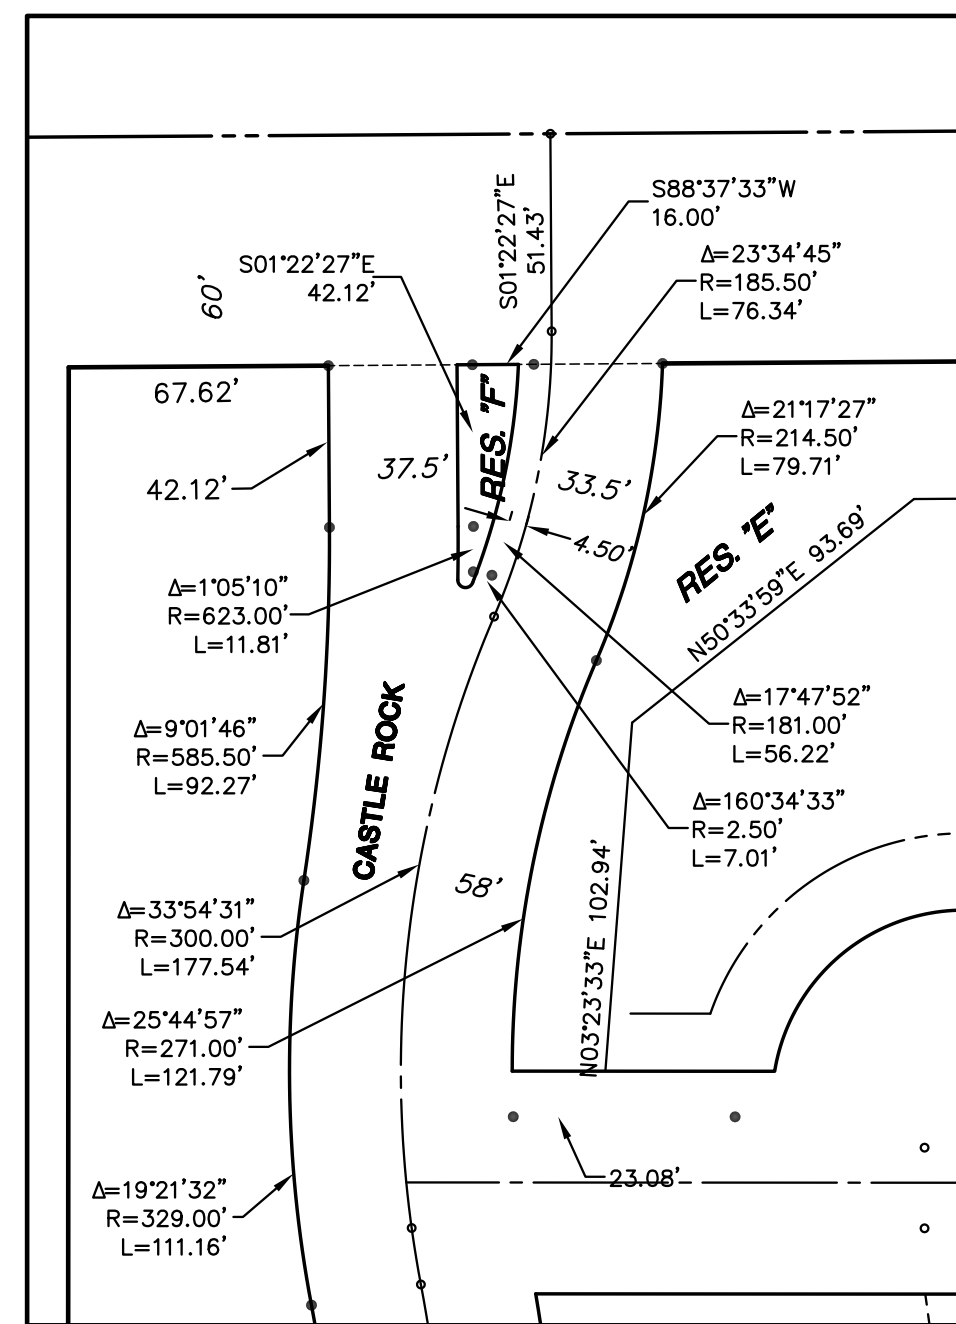 S88°37'33"W
16.00'
S01°22'27"E
51.43'
Δ=23°34'45"
R=185.50'
L=76.34'
S01°22'27"E
42.12'
60'
67.62'
RES. "F"
Δ=21°17'27"
R=214.50'
L=79.71'
37.5'
33.5'
42.12'
4.50'
RES. "E"
N50°33'59"E 93.69'
Δ=1°05'10"
R=623.00'
L=11.81'
Δ=17°47'52"
R=181.00'
L=56.22'
Δ=9°01'46"
R=585.50'
L=92.27'
CASTLE ROCK
Δ=160°34'33"
R=2.50'
L=7.01'
58'
Δ=33°54'31"
R=300.00'
L=177.54'
N03°23'33"E 102.94'
Δ=25°44'57"
R=271.00'
L=121.79'
23.08'
Δ=19°21'32"
R=329.00'
L=111.16'